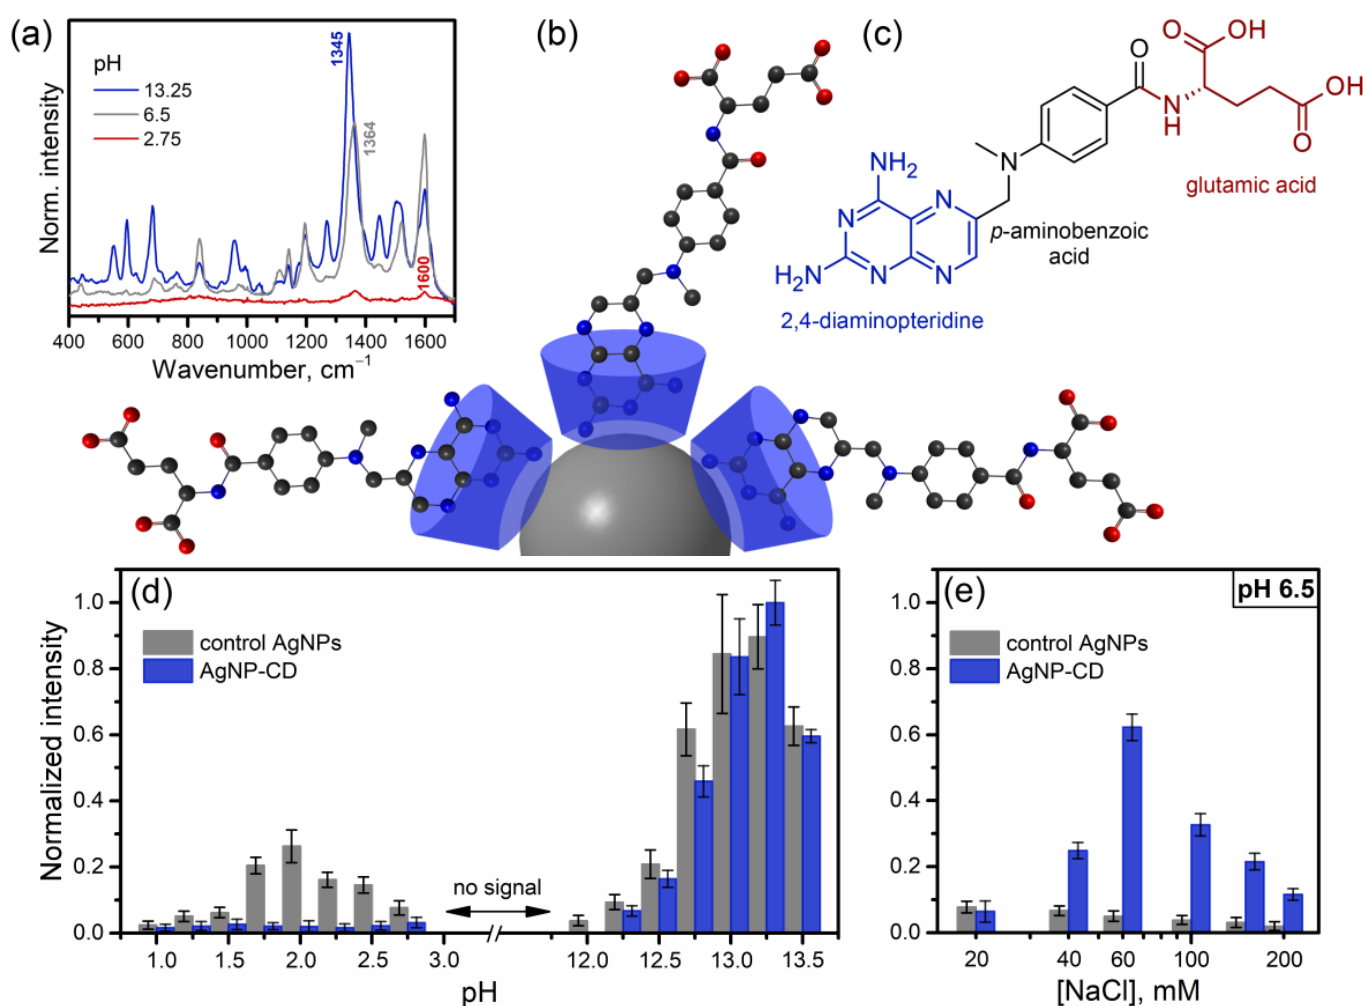 (a)
pH
13.25
6.5
2.75
1345
1364
1600
Norm. intensity
400 600 800 1000 1200 1400 1600
Wavenumber, cm⁻¹
(b)
(c)
O
OH
O
OH
O
N
H
O
N
NH₂
N
N
N
N
H₂N
glutamic acid
p-aminobenzoic
acid
2,4-diaminopteridine
(d)
control AgNPs
AgNP-CD
no signal
Normalized intensity
1.0
0.8
0.6
0.4
0.2
0.0
1.0 1.5 2.0 2.5 3.0 12.0 12.5 13.0 13.5
pH
(e)
pH 6.5
control AgNPs
AgNP-CD
1.0
0.8
0.6
0.4
0.2
0.0
20 40 60 100 200
[NaCl], mM